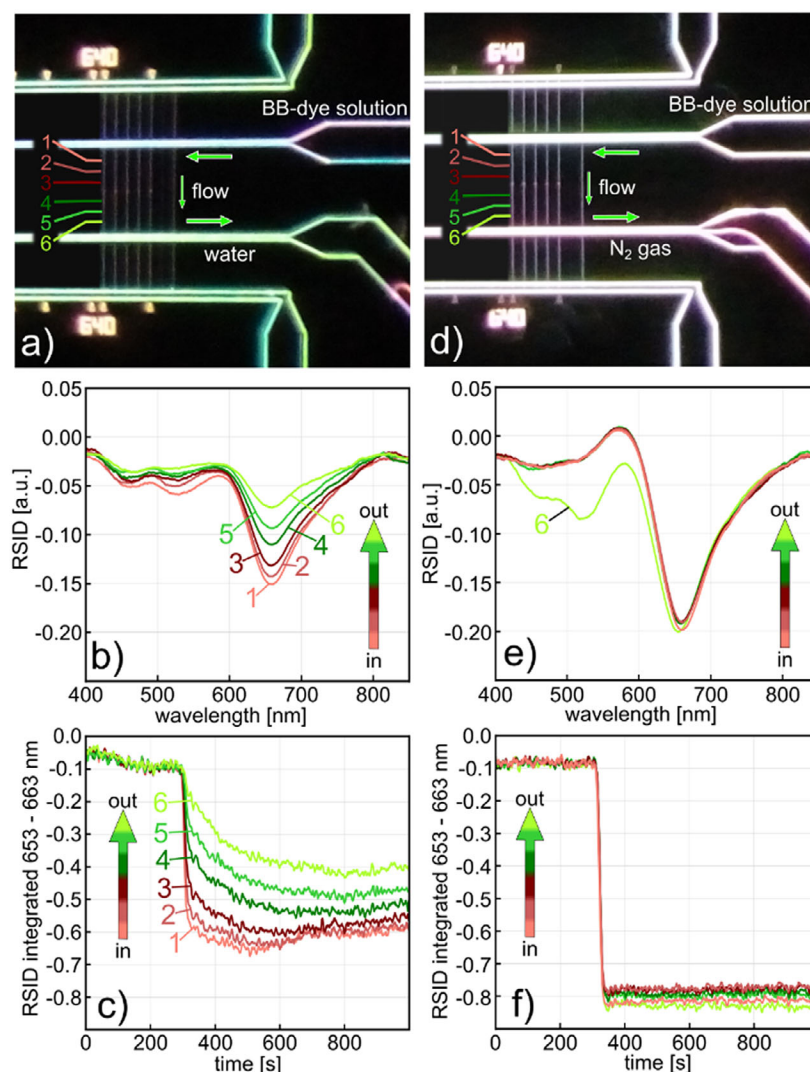 640
BB-dye solution
1
2
3
4
5
6
flow
water
640
a)
640
BB-dye solution
1
2
3
4
5
6
flow
N₂ gas
640
d)
0.05
0.00
-0.05
-0.10
-0.15
-0.20
RSID [a.u.]
6
5
4
3
2
1
out
in
b)
400 500 600 700 800
wavelength [nm]
0.05
0.00
-0.05
-0.10
-0.15
-0.20
RSID [a.u.]
6
out
in
e)
400 500 600 700 800
wavelength [nm]
0.0
-0.1
-0.2
-0.3
-0.4
-0.5
-0.6
-0.7
-0.8
RSID integrated 653 - 663 nm
out
in
6
5
4
3
2
1
c)
0 200 400 600 800
time [s]
0.0
-0.1
-0.2
-0.3
-0.4
-0.5
-0.6
-0.7
-0.8
RSID integrated 653 - 663 nm
out
in
f)
0 200 400 600 800
time [s]